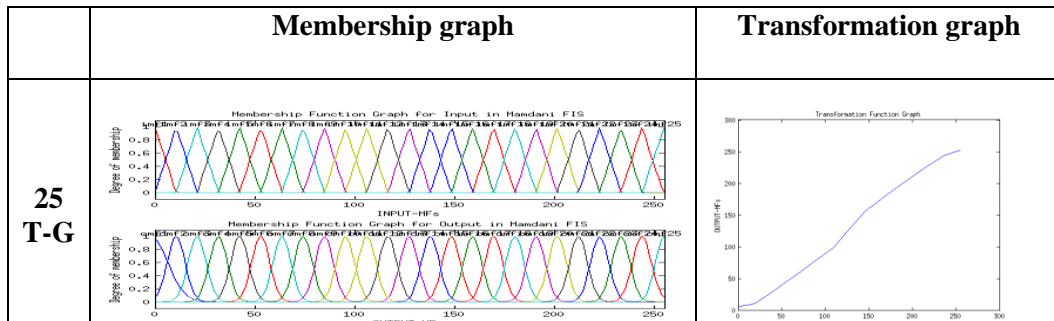 Membership graph
Transformation graph
25
T-G
Membership Function Graph for Input in Mamdani FIS
Degree of membership
1
0.8
0.6
0.4
0.2
0
0 50 100 150 200 250
INPUT-MFs
Membership Function Graph for Output in Mamdani FIS
Degree of membership
0.8
0.6
0.4
0.2
0
0 50 100 150 200 250
OUTPUT-MFs
Transformation Function Graph
OUTPUT-MFs
300
250
200
150
100
50
0
0 50 100 150 200 250 300